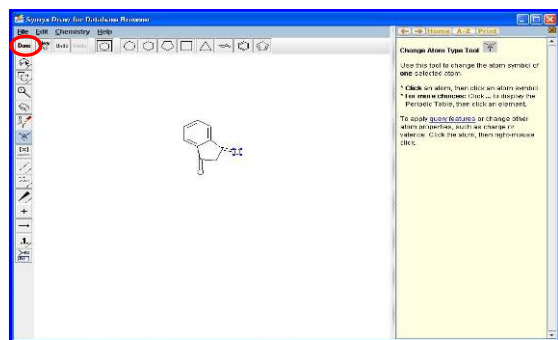 Symyx Draw for Database Browser
File Edit Chemistry Help
Home A-Z Print
Done
Undo
Change Atom Type Tool
Use this tool to change the atom symbol of
one selected atom.
* Click an atom, then click an atom symbol.
* For more choices: Click ... to display the
Periodic Table, then click an element.
To apply query features or change other
atom properties, such as charge or
valence: Click the atom, then right-mouse
click.